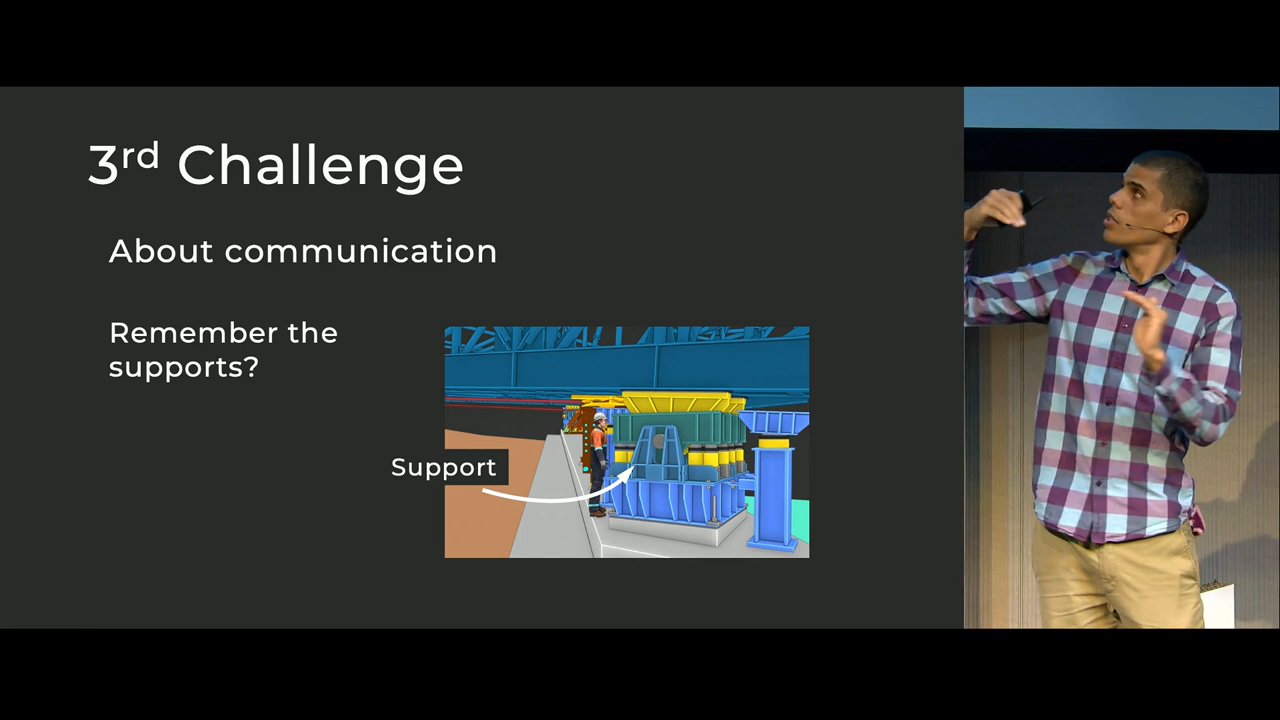 3rd Challenge
About communication
Remember the
supports?
Support